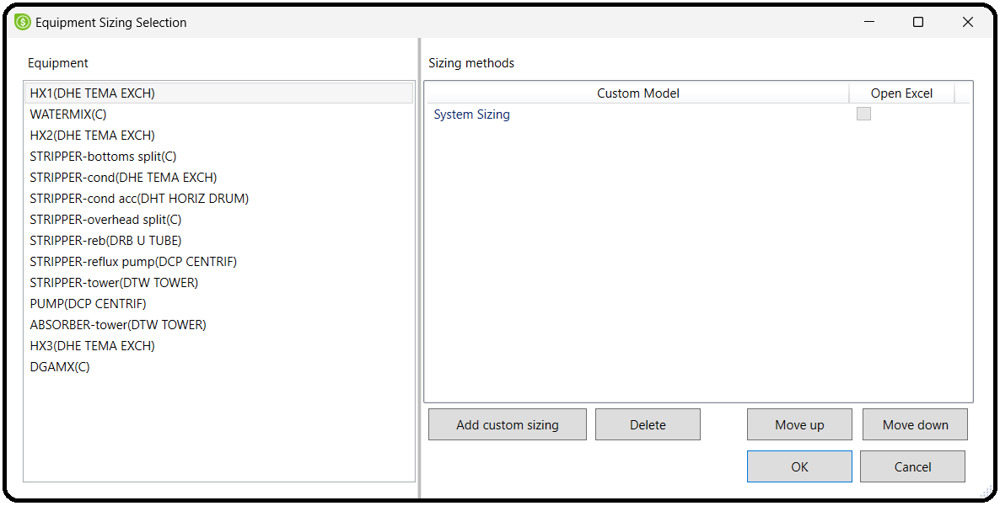 Equipment Sizing Selection
Equipment
HX1(DHE TEMA EXCH)
WATERMIX(C)
HX2(DHE TEMA EXCH)
STRIPPER-bottoms split(C)
STRIPPER-cond(DHE TEMA EXCH)
STRIPPER-cond acc(DHT HORIZ DRUM)
STRIPPER-overhead split(C)
STRIPPER-reb(DRB U TUBE)
STRIPPER-reflux pump(DCP CENTRIF)
STRIPPER-tower(DTW TOWER)
PUMP(DCP CENTRIF)
ABSORBER-tower(DTW TOWER)
HX3(DHE TEMA EXCH)
DGAMX(C)
Sizing methods
Custom Model Open Excel
System Sizing
Add custom sizing Delete Move up Move down
OK Cancel